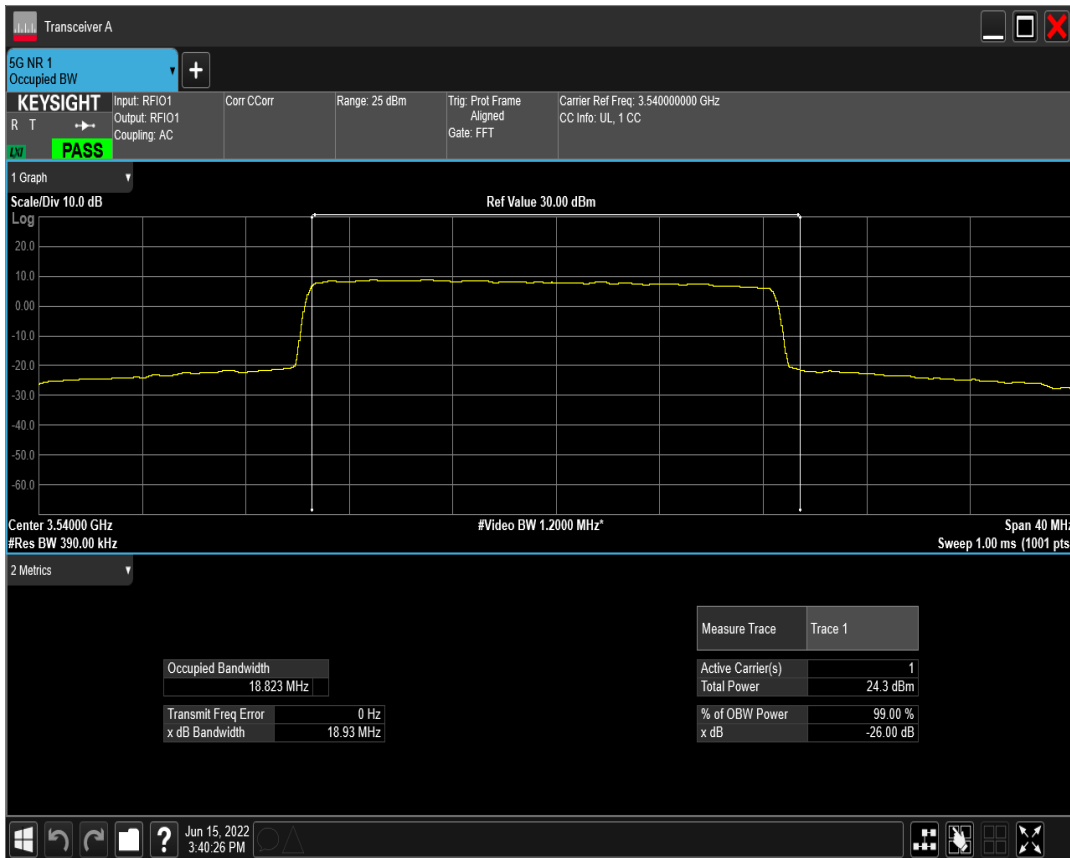 Transceiver A
5G NR 1
Occupied BW
+
KEYSIGHT
R T
LXI
PASS
Input: RFIO1
Output: RFIO1
Coupling: AC
Corr CCorr
Range: 25 dBm
Trig: Prot Frame
Aligned
Gate: FFT
Carrier Ref Freq: 3.540000000 GHz
CC Info: UL, 1 CC
1 Graph
Scale/Div 10.0 dB
Ref Value 30.00 dBm
Log
20.0
10.0
0.00
-10.0
-20.0
-30.0
-40.0
-50.0
-60.0
Center 3.54000 GHz
#Video BW 1.2000 MHz*
Span 40 MHz
#Res BW 390.00 kHz
Sweep 1.00 ms (1001 pts
2 Metrics
Measure Trace Trace 1
Occupied Bandwidth
18.823 MHz
Active Carrier(s) 1
Total Power 24.3 dBm
Transmit Freq Error 0 Hz
x dB Bandwidth 18.93 MHz
% of OBW Power 99.00 %
x dB -26.00 dB
?
Jun 15, 2022
3:40:26 PM